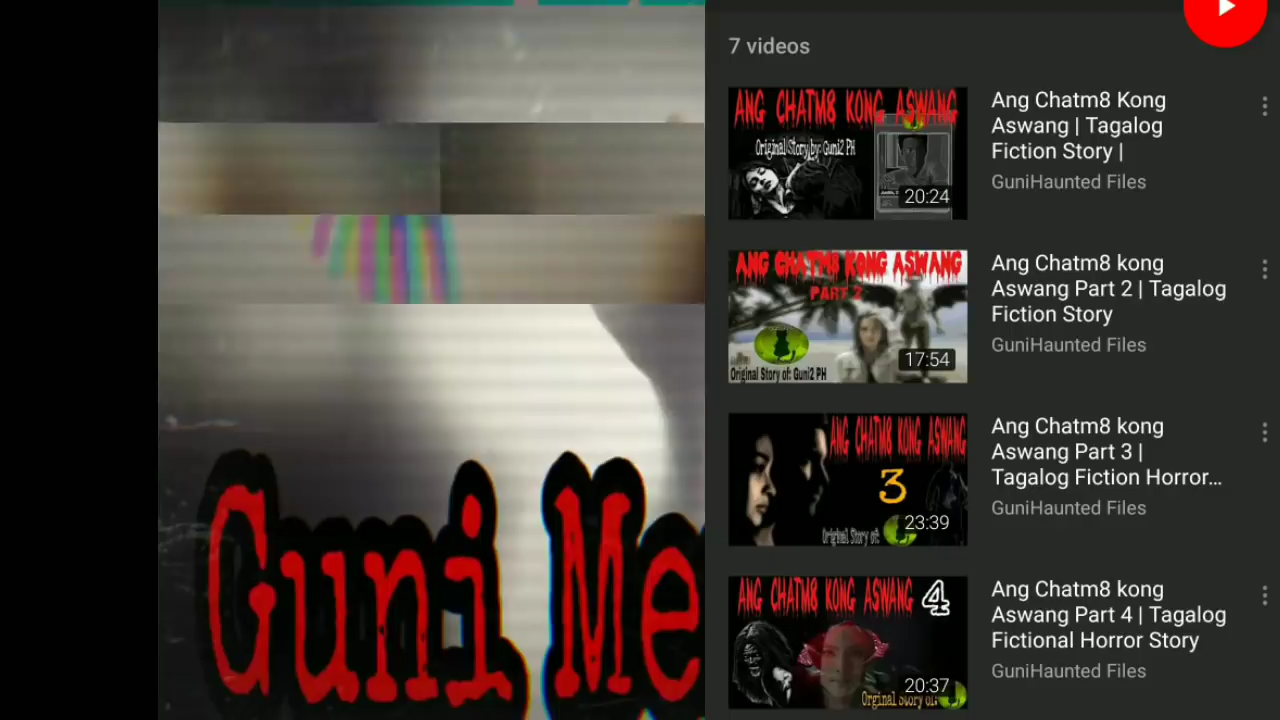 Guni Me
7 videos
ANG CHATM8 KONG ASWANG
Original Story by: Guni2 PH
20:24
Ang Chatm8 Kong
Aswang | Tagalog
Fiction Story |
GuniHaunted Files
ANG CHATM8 KONG ASWANG
PART 2
Original Story of: Guni2 PH
17:54
Ang Chatm8 kong
Aswang Part 2 | Tagalog
Fiction Story
GuniHaunted Files
ANG CHATM8 KONG ASWANG
3
Original Story of:
23:39
Ang Chatm8 kong
Aswang Part 3 |
Tagalog Fiction Horror...
GuniHaunted Files
ANG CHATM8 KONG ASWANG 4
Orginal Story of:
20:37
Ang Chatm8 kong
Aswang Part 4 | Tagalog
Fictional Horror Story
GuniHaunted Files